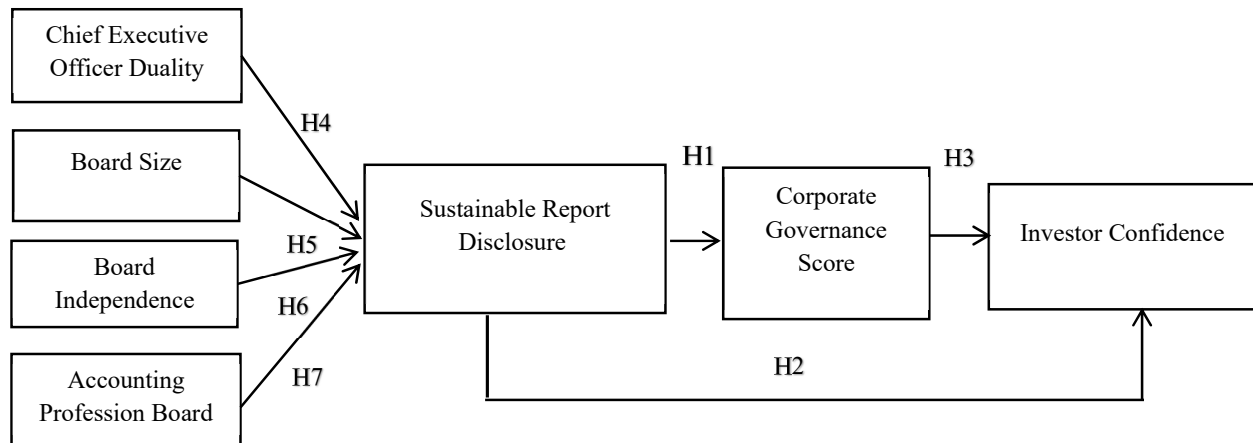 Chief Executive
Officer Duality
H4
Board Size
H5
Board
Independence
H6
Accounting
Profession Board
H7
Sustainable Report
Disclosure
H1
Corporate
Governance
Score
H3
Investor Confidence
H2